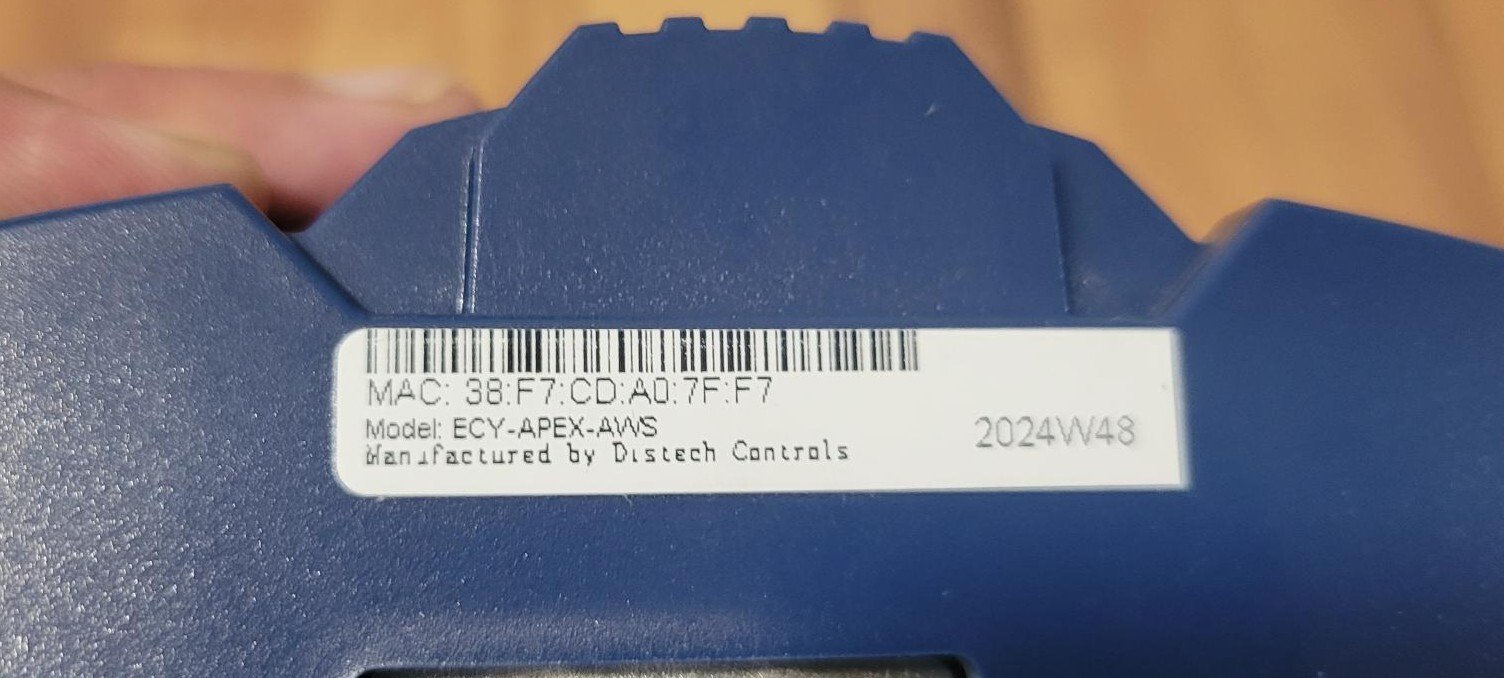 MAC: 38:F7:CD:A0:7F:F7
Model: ECY-APEX-AWS
2024W48
Manufactured by Distech Controls